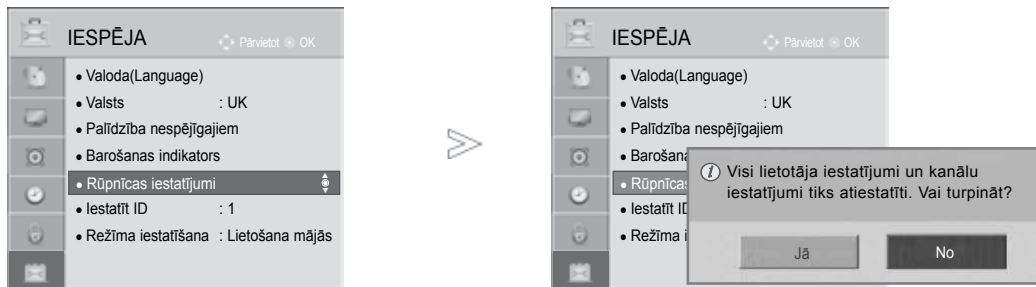 IESPĒJA
Pārvietot OK
• Valoda(Language)
• Valsts : UK
• Palīdzība nespējīgajiem
• Barošanas indikators
• Rūpnīcas iestatījumi
• Iestatīt ID : 1
• Režīma iestatīšana : Lietošana mājās
IESPĒJA
Pārvietot OK
• Valoda(Language)
• Valsts : UK
• Palīdzība nespējīgajiem
• Barošana
• Rūpnīcas
• Iestatīt ID
• Režīma i
Visi lietotāja iestatījumi un kanālu
iestatījumi tiks atiestatīti. Vai turpināt?
Jā
No